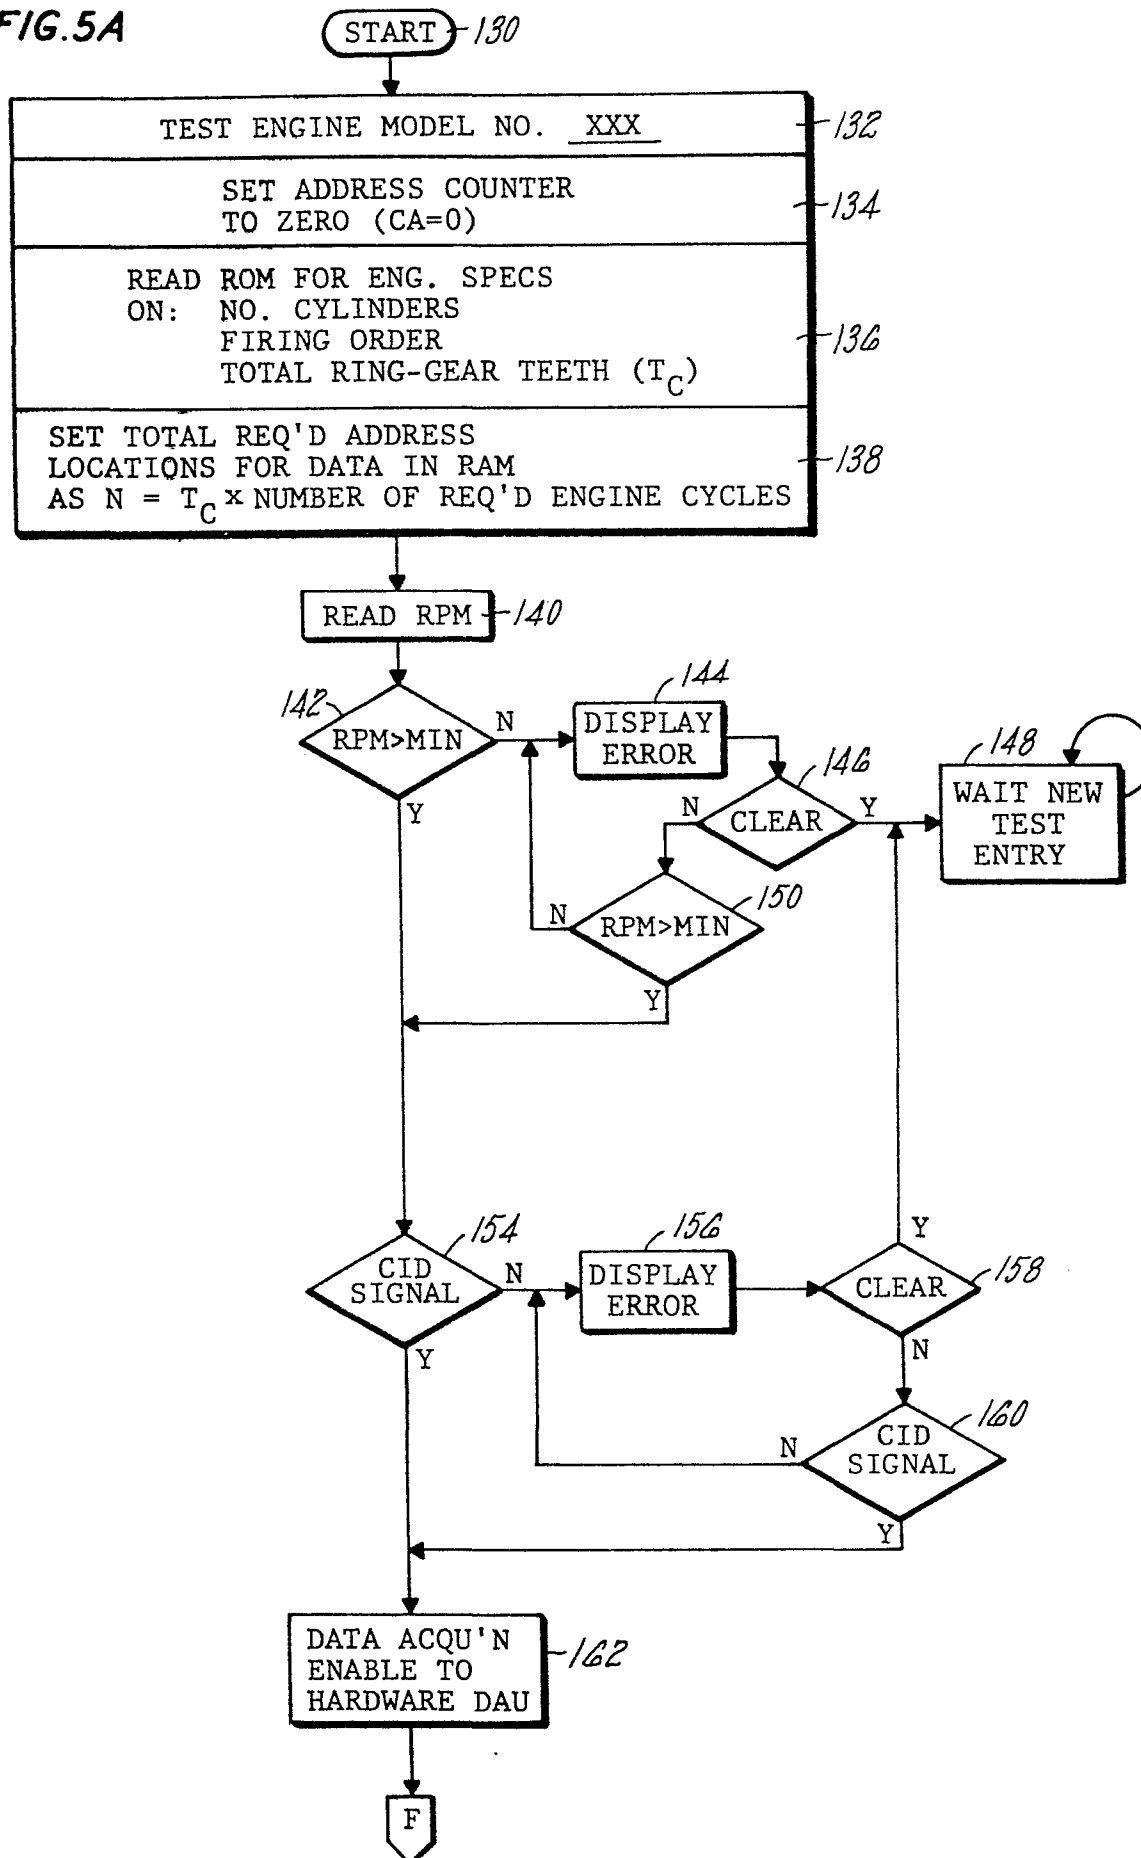 FIG.5A
START 130
TEST ENGINE MODEL NO. XXX 132
SET ADDRESS COUNTER
TO ZERO (CA=0) 134
READ ROM FOR ENG. SPECS
ON: NO. CYLINDERS
FIRING ORDER 136
TOTAL RING-GEAR TEETH (T_C)
SET TOTAL REQ'D ADDRESS
LOCATIONS FOR DATA IN RAM 138
AS N = T_C x NUMBER OF REQ'D ENGINE CYCLES
READ RPM 140
142 RPM>MIN N Y
144
DISPLAY
ERROR
146
N CLEAR Y
148
WAIT NEW
TEST
ENTRY
150
N RPM>MIN
Y
154
CID
SIGNAL
N
Y
156
DISPLAY
ERROR
Y
CLEAR 158
N
160
CID
SIGNAL
N
Y
DATA ACQU'N
ENABLE TO 162
HARDWARE DAU
F